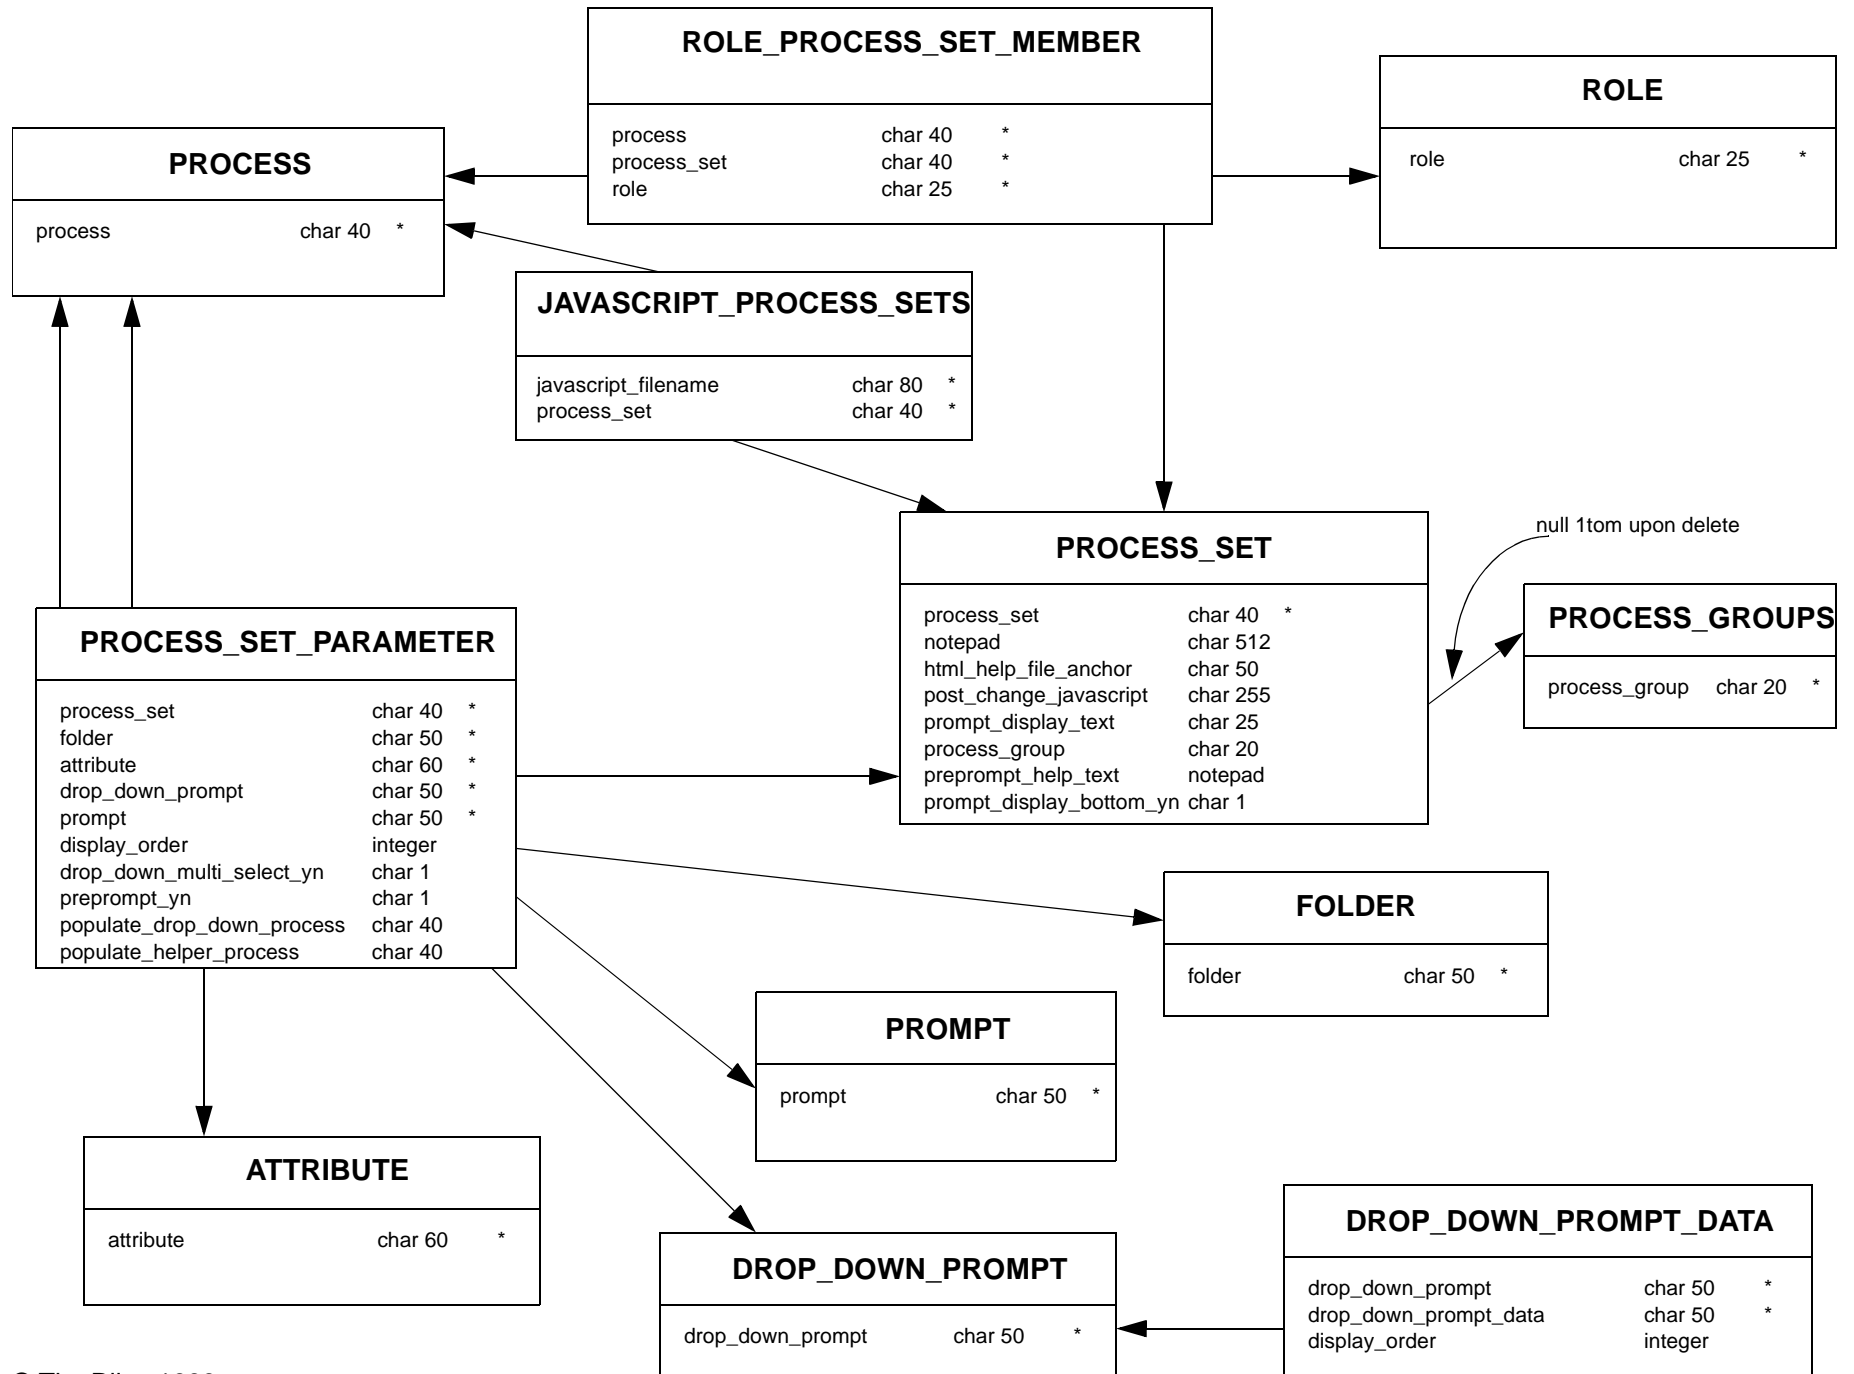 ROLE_PROCESS_SET_MEMBER
process char 40 *
process_set char 40 *
role char 25 *
ROLE
role char 25 *
PROCESS
process char 40 *
JAVASCRIPT_PROCESS_SETS
javascript_filename char 80 *
process_set char 40 *
PROCESS_SET
process_set char 40 *
notepad char 512
html_help_file_anchor char 50
post_change_javascript char 255
prompt_display_text char 25
process_group char 20
preprompt_help_text notepad
prompt_display_bottom_yn char 1
null 1tom upon delete
PROCESS_GROUPS
process_group char 20 *
PROCESS_SET_PARAMETER
process_set char 40 *
folder char 50 *
attribute char 60 *
drop_down_prompt char 50 *
prompt char 50 *
display_order integer
drop_down_multi_select_yn char 1
preprompt_yn char 1
populate_drop_down_process char 40
populate_helper_process char 40
FOLDER
folder char 50 *
PROMPT
prompt char 50 *
ATTRIBUTE
attribute char 60 *
DROP_DOWN_PROMPT
drop_down_prompt char 50 *
DROP_DOWN_PROMPT_DATA
drop_down_prompt char 50 *
drop_down_prompt_data char 50 *
display_order integer